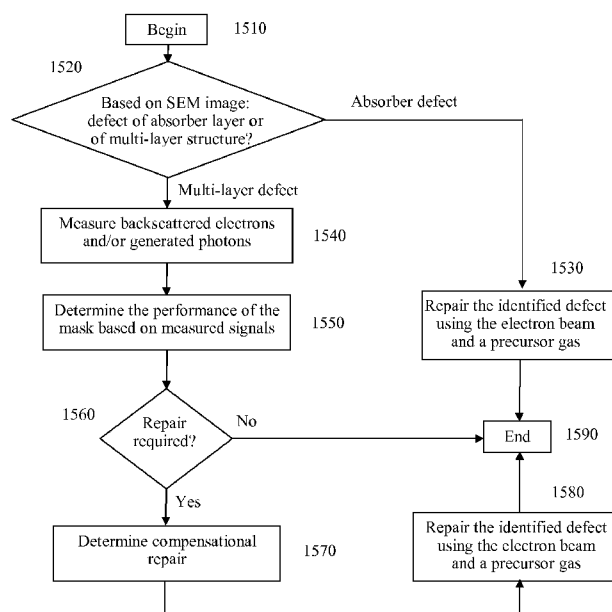 Begin
1510
1520
Based on SEM image:
defect of absorber layer or
of multi-layer structure?
Absorber defect
Multi-layer defect
Measure backscattered electrons
and/or generated photons
1540
1530
Repair the identified defect
using the electron beam
and a precursor gas
Determine the performance of the
mask based on measured signals
1550
1560
Repair
required?
No
End
1590
Yes
1580
Determine compensational
repair
1570
Repair the identified defect
using the electron beam
and a precursor gas